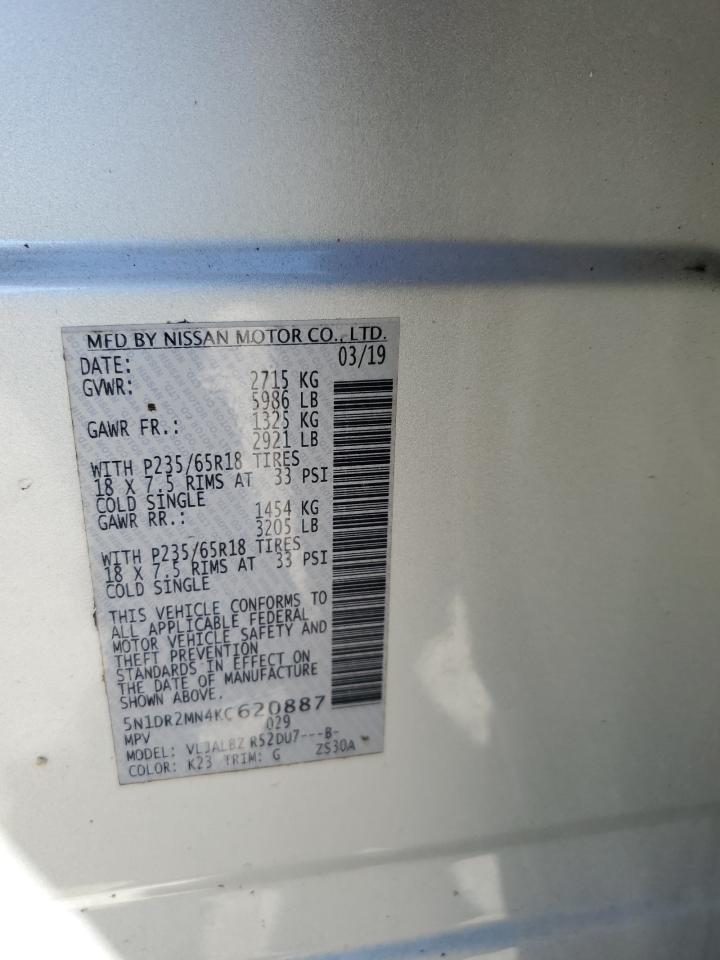 MFD BY NISSAN MOTOR CO., LTD.
DATE: 03/19
GVWR: 2715 KG
5986 LB
GAWR FR.: 1325 KG
2921 LB
WITH P235/65R18 TIRES
18 X 7.5 RIMS AT 33 PSI
COLD SINGLE
GAWR RR.: 1454 KG
3205 LB
WITH P235/65R18 TIRES
18 X 7.5 RIMS AT 33 PSI
COLD SINGLE
THIS VEHICLE CONFORMS TO
ALL APPLICABLE FEDERAL
MOTOR VEHICLE SAFETY AND
THEFT PREVENTION
STANDARDS IN EFFECT ON
THE DATE OF MANUFACTURE
SHOWN ABOVE.
5N1DR2MN4KC620887
MPV 029
MODEL: VLJALBZ R52DU7---B-
COLOR: K23 TRIM: G ZS30A